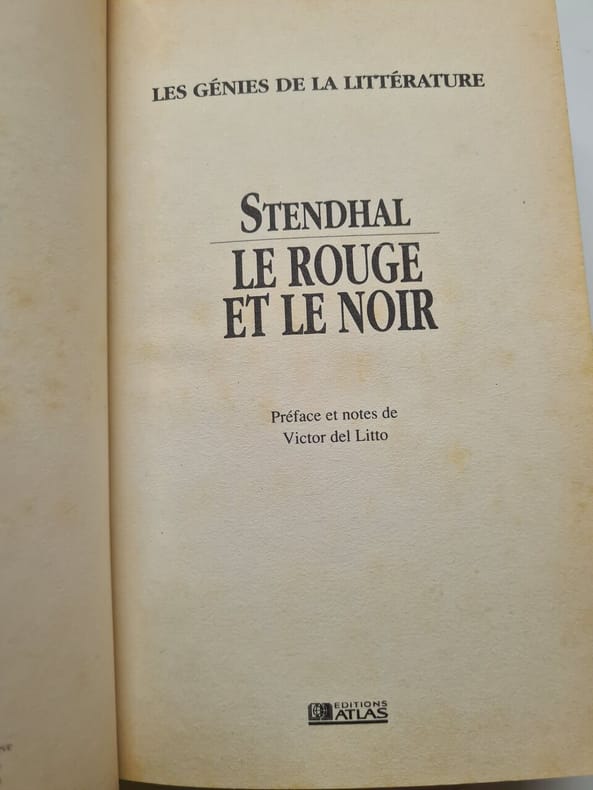 LES GÉNIES DE LA LITTÉRATURE
STENDHAL
LE ROUGE
ET LE NOIR
Préface et notes de
Victor del Litto
EDITIONS
ATLAS